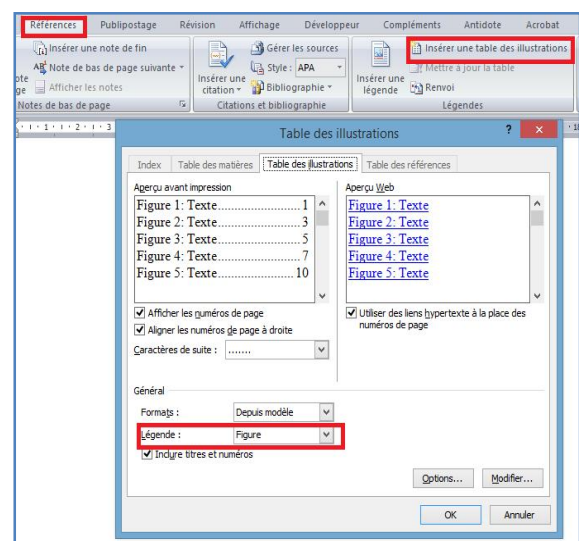 Références Publipostage Révision Affichage Développeur Compléments Antidote Acrobat
Insérer une note de fin
Note de bas de page suivante
Afficher les notes
Notes de bas de page
Insérer une citation
Gérer les sources
Style : APA
Bibliographie
Citations et bibliographie
Insérer une légende
Insérer une table des illustrations
Mettre à jour la table
Renvoi
Légendes
1 1 1 2 1 3
Table des illustrations ? x
Index Table des matières Table des illustrations Table des références
Aperçu avant impression
Figure 1: Texte....................1
Figure 2: Texte....................3
Figure 3: Texte....................5
Figure 4: Texte....................7
Figure 5: Texte..................10
Aperçu Web
Figure 1: Texte
Figure 2: Texte
Figure 3: Texte
Figure 4: Texte
Figure 5: Texte
Afficher les numéros de page
Aligner les numéros de page à droite
Caractères de suite : .......
Utiliser des liens hypertexte à la place des
numéros de page
Général
Formats : Depuis modèle
Légende : Figure
Inclure titres et numéros
Options... Modifier...
OK Annuler